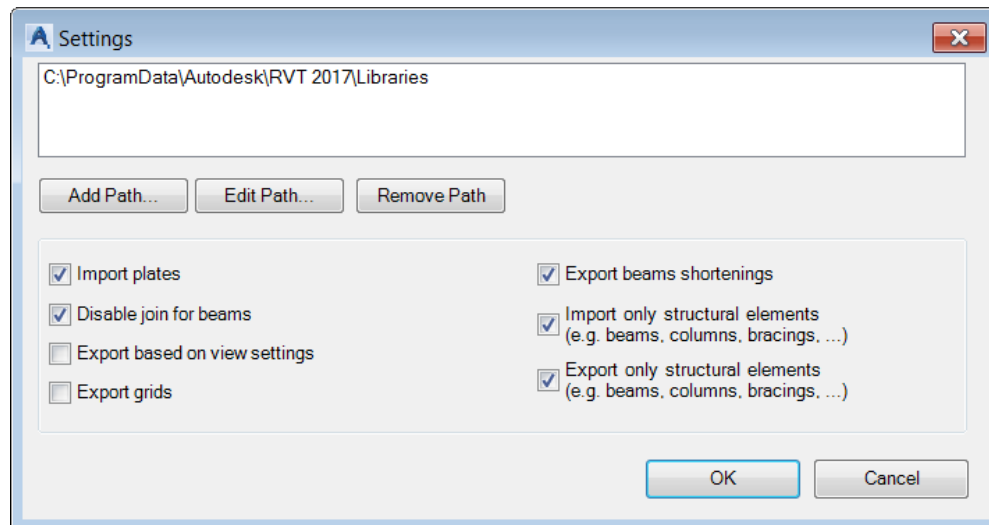 Settings
C:\ProgramData\Autodesk\RVT 2017\Libraries
Add Path... Edit Path... Remove Path
Import plates
Disable join for beams
Export based on view settings
Export grids
Export beams shortenings
Import only structural elements
(e.g. beams, columns, bracings, ...)
Export only structural elements
(e.g. beams, columns, bracings, ...)
OK Cancel